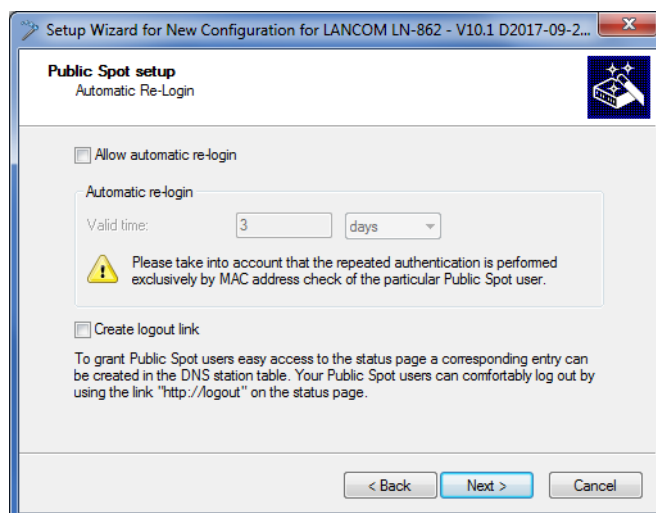 Setup Wizard for New Configuration for LANCOM LN-862 - V10.1 D2017-09-2...
Public Spot setup
Automatic Re-Login
Allow automatic re-login
Automatic re-login
Valid time:
3
days
Please take into account that the repeated authentication is performed
exclusively by MAC address check of the particular Public Spot user.
Create logout link
To grant Public Spot users easy access to the status page a corresponding entry can
be created in the DNS station table. Your Public Spot users can comfortably log out by
using the link "http://logout" on the status page.
< Back
Next >
Cancel